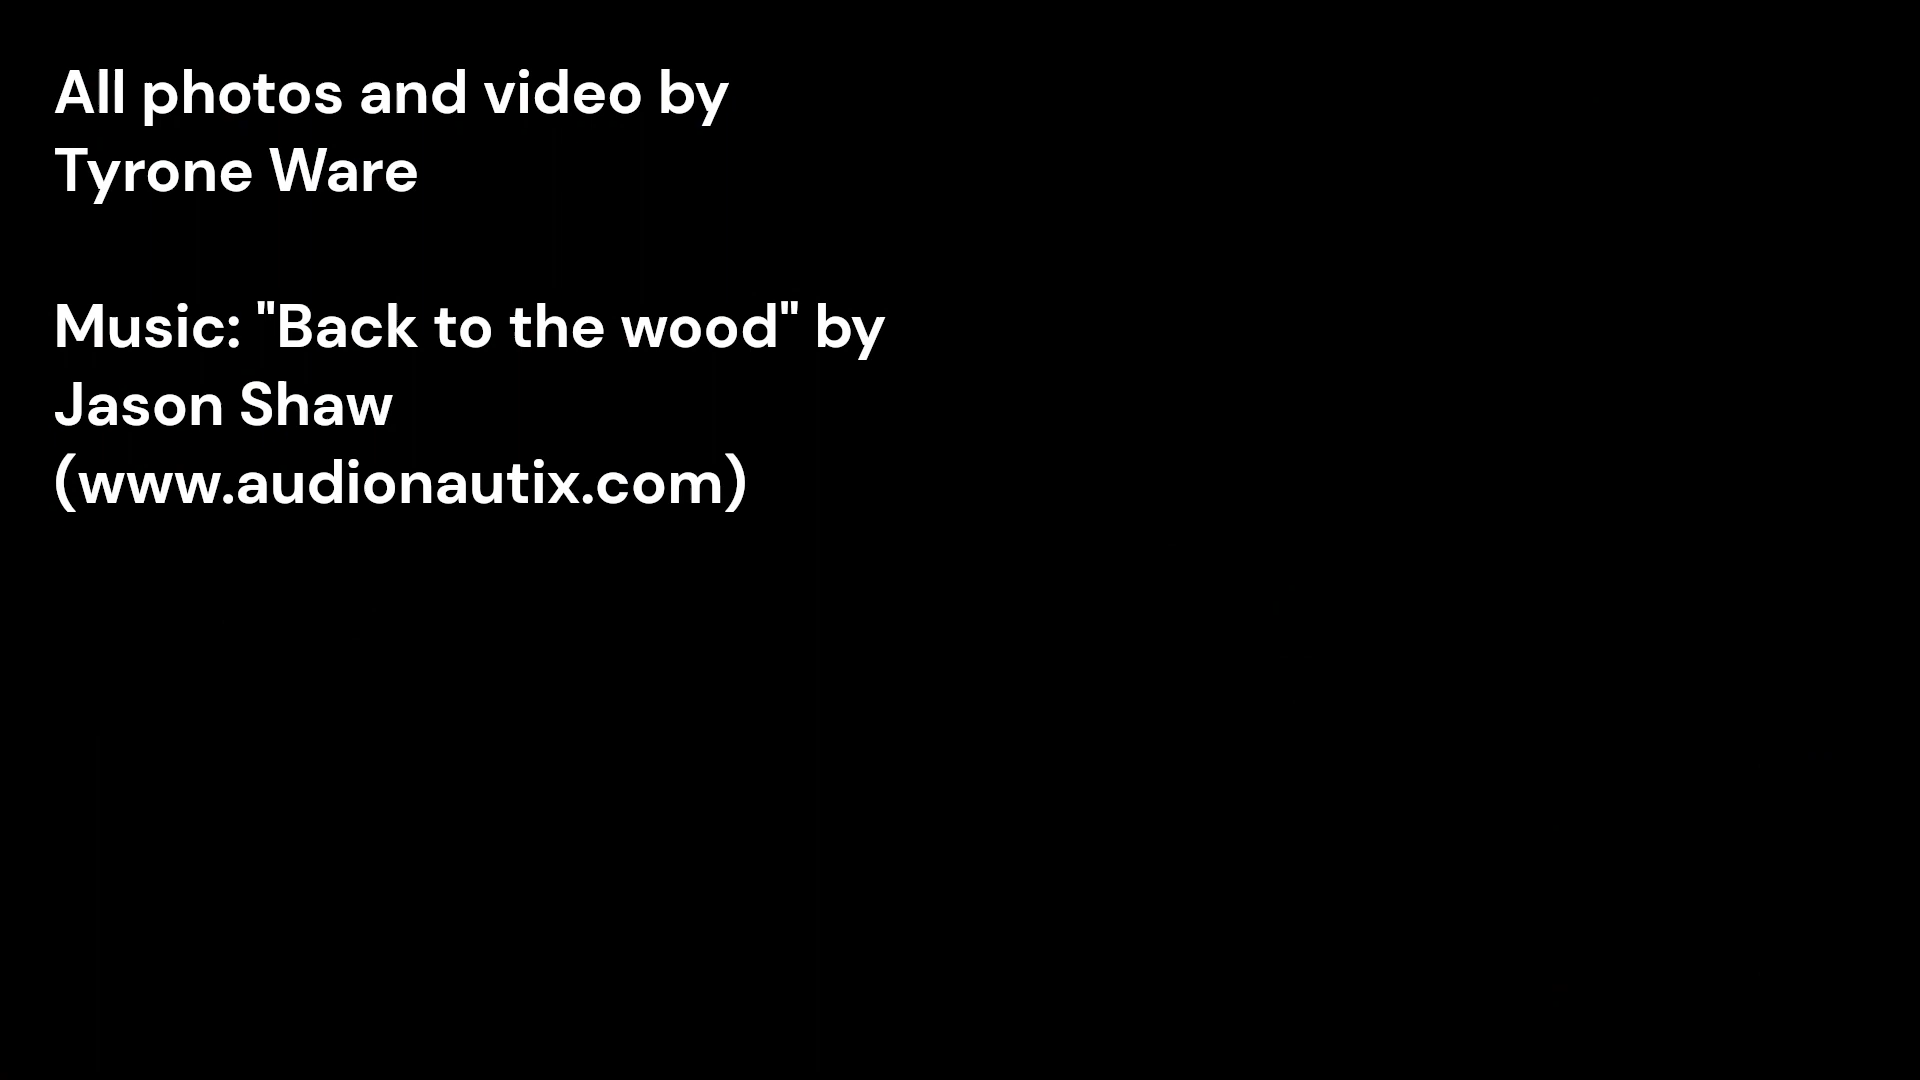 All photos and video by
Tyrone Ware
Music: "Back to the wood" by
Jason Shaw
(www.audionautix.com)